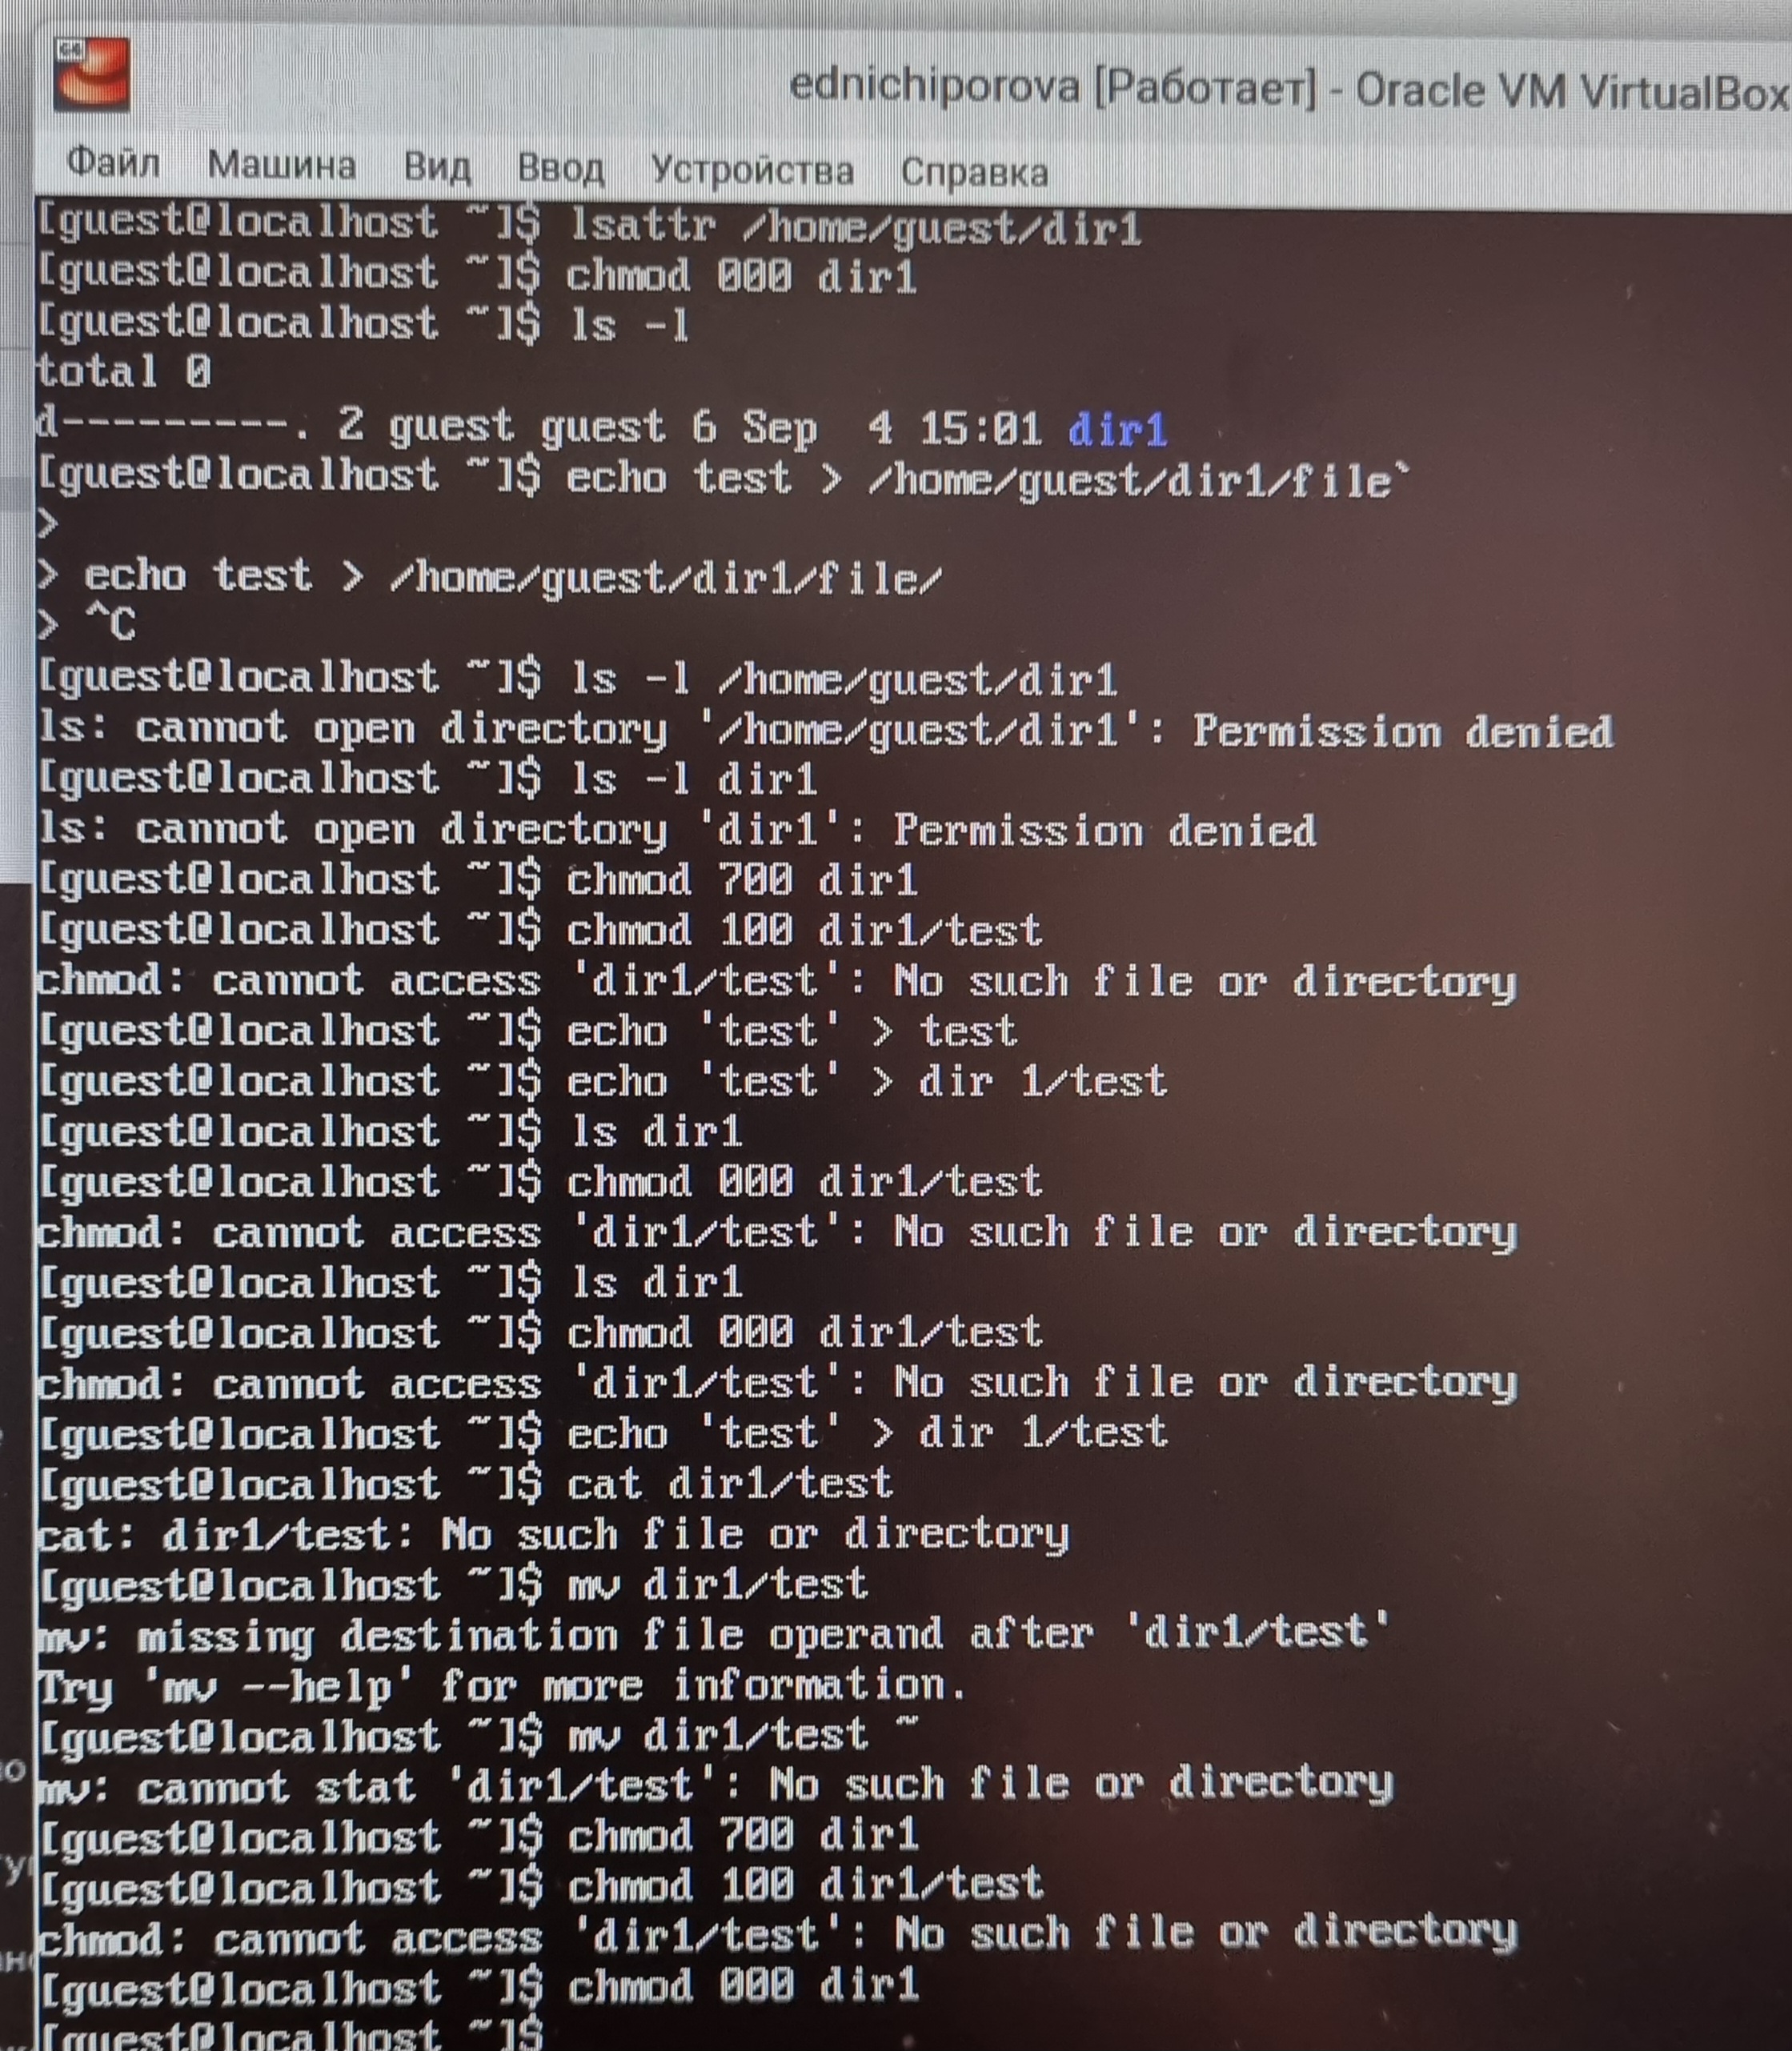 ednichiporova [Работает] - Oracle VM VirtualBox
Файл Машина Вид Ввод Устройства Справка
[guest@localhost ~]$ lsattr /home/guest/dir1
[guest@localhost ~]$ chmod 000 dir1
[guest@localhost ~]$ ls -l
total 0
d---------. 2 guest guest 6 Sep  4 15:01 dir1
[guest@localhost ~]$ echo test > /home/guest/dir1/file`
>
> echo test > /home/guest/dir1/file/
> ^C
[guest@localhost ~]$ ls -l /home/guest/dir1
ls: cannot open directory '/home/guest/dir1': Permission denied
[guest@localhost ~]$ ls -l dir1
ls: cannot open directory 'dir1': Permission denied
[guest@localhost ~]$ chmod 700 dir1
[guest@localhost ~]$ chmod 100 dir1/test
chmod: cannot access 'dir1/test': No such file or directory
[guest@localhost ~]$ echo 'test' > test
[guest@localhost ~]$ echo 'test' > dir 1/test
[guest@localhost ~]$ ls dir1
[guest@localhost ~]$ chmod 000 dir1/test
chmod: cannot access 'dir1/test': No such file or directory
[guest@localhost ~]$ ls dir1
[guest@localhost ~]$ chmod 000 dir1/test
chmod: cannot access 'dir1/test': No such file or directory
[guest@localhost ~]$ echo 'test' > dir 1/test
[guest@localhost ~]$ cat dir1/test
cat: dir1/test: No such file or directory
[guest@localhost ~]$ mv dir1/test
mv: missing destination file operand after 'dir1/test'
Try 'mv --help' for more information.
[guest@localhost ~]$ mv dir1/test ~
mv: cannot stat 'dir1/test': No such file or directory
[guest@localhost ~]$ chmod 700 dir1
[guest@localhost ~]$ chmod 100 dir1/test
chmod: cannot access 'dir1/test': No such file or directory
[guest@localhost ~]$ chmod 000 dir1
[guest@localhost ~]$